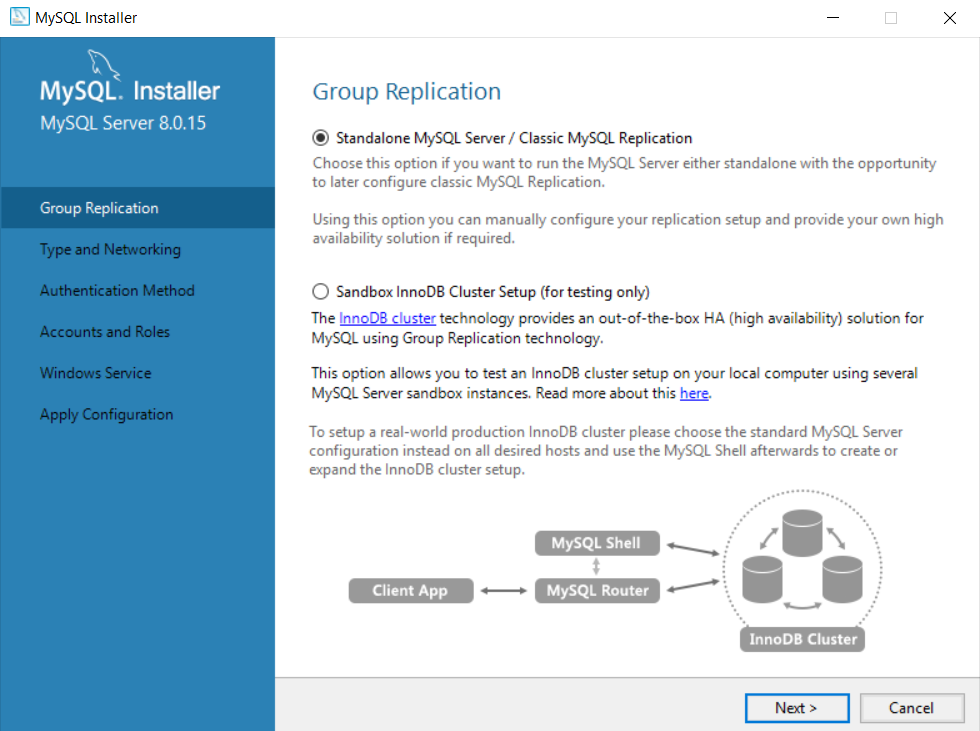 MySQL Installer
MySQL. Installer
MySQL Server 8.0.15
Group Replication
Type and Networking
Authentication Method
Accounts and Roles
Windows Service
Apply Configuration
Group Replication
Standalone MySQL Server / Classic MySQL Replication
Choose this option if you want to run the MySQL Server either standalone with the opportunity
to later configure classic MySQL Replication.
Using this option you can manually configure your replication setup and provide your own high
availability solution if required.
Sandbox InnoDB Cluster Setup (for testing only)
The InnoDB cluster technology provides an out-of-the-box HA (high availability) solution for
MySQL using Group Replication technology.
This option allows you to test an InnoDB cluster setup on your local computer using several
MySQL Server sandbox instances. Read more about this here.
To setup a real-world production InnoDB cluster please choose the standard MySQL Server
configuration instead on all desired hosts and use the MySQL Shell afterwards to create or
expand the InnoDB cluster setup.
MySQL Shell
Client App
MySQL Router
InnoDB Cluster
Next >
Cancel